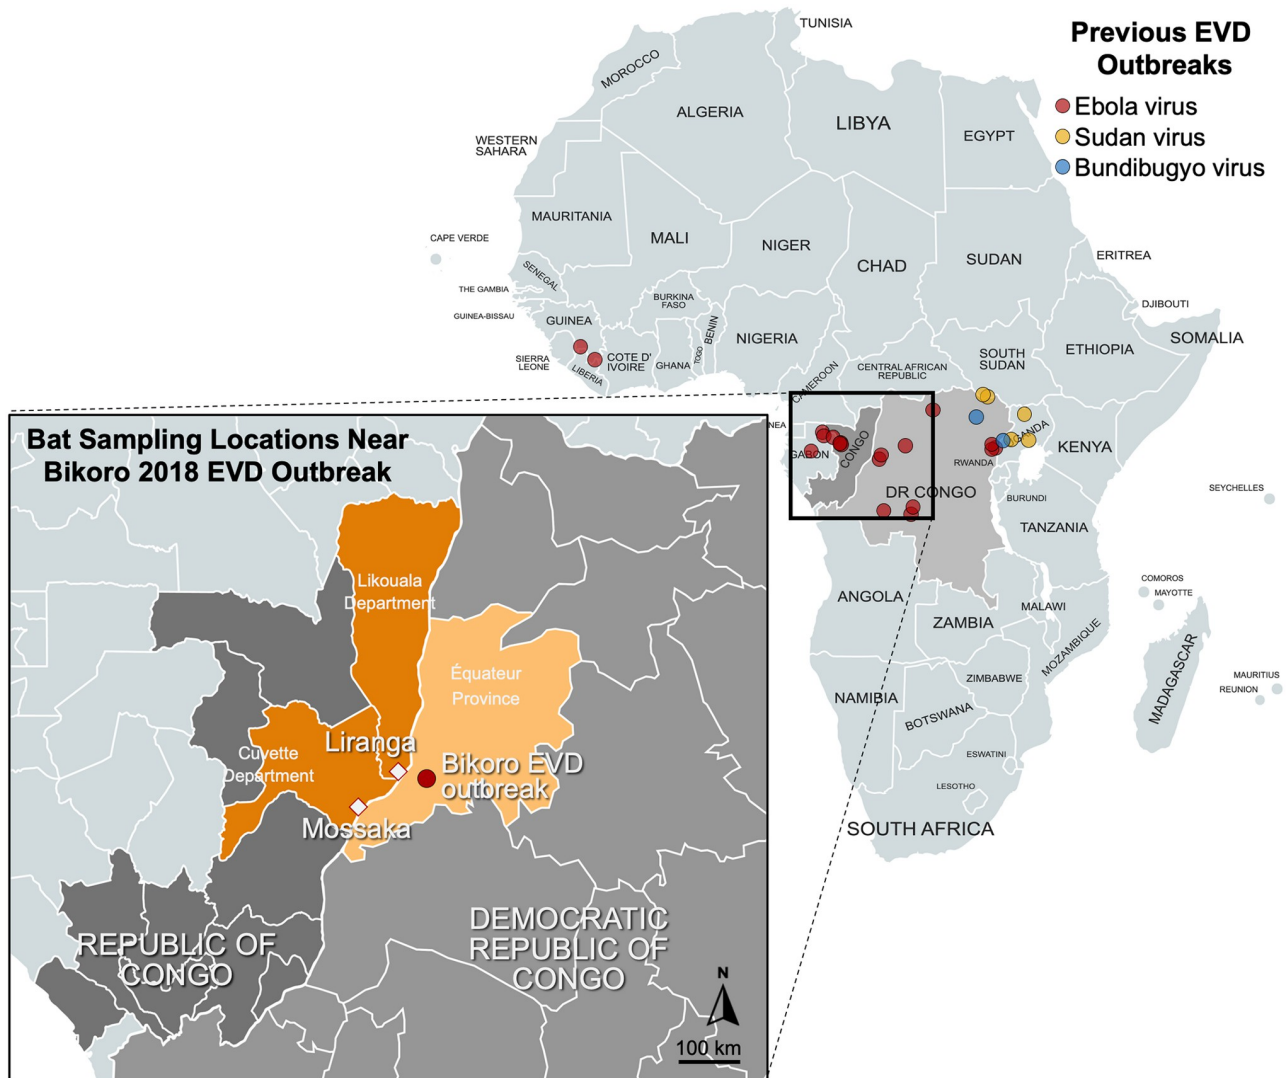 Previous EVD
Outbreaks
Ebola virus
Sudan virus
Bundibugyo virus
TUNISIA
MOROCCO
ALGERIA
LIBYA
EGYPT
WESTERN
SAHARA
MAURITANIA
MALI
NIGER
CHAD
SUDAN
ERITREA
CAPE VERDE
SENEGAL
THE GAMBIA
GUINEA-BISSAU
GUINEA
BURKINA
FASO
BENIN
TOGO
NIGERIA
DJIBOUTI
SOMALIA
ETHIOPIA
SOUTH
SUDAN
SIERRA
LEONE
LIBERIA
COTE D'
IVOIRE
GHANA
CAMEROON
CENTRAL AFRICAN
REPUBLIC
NEA
GABON
CONGO
DR CONGO
GANDA
KENYA
RWANDA
BURUNDI
TANZANIA
SEYCHELLES
ANGOLA
ZAMBIA
MALAWI
COMOROS
MAYOTTE
MOZAMBIQUE
ZIMBABWE
NAMIBIA
BOTSWANA
MADAGASCAR
MAURITIUS
REUNION
ESWATINI
LESOTHO
SOUTH AFRICA
Bat Sampling Locations Near
Bikoro 2018 EVD Outbreak
Likouala
Department
Équateur
Province
Cuvette
Department
Liranga
Bikoro EVD
outbreak
Mossaka
REPUBLIC OF
CONGO
DEMOCRATIC
REPUBLIC OF
CONGO
N
100 km